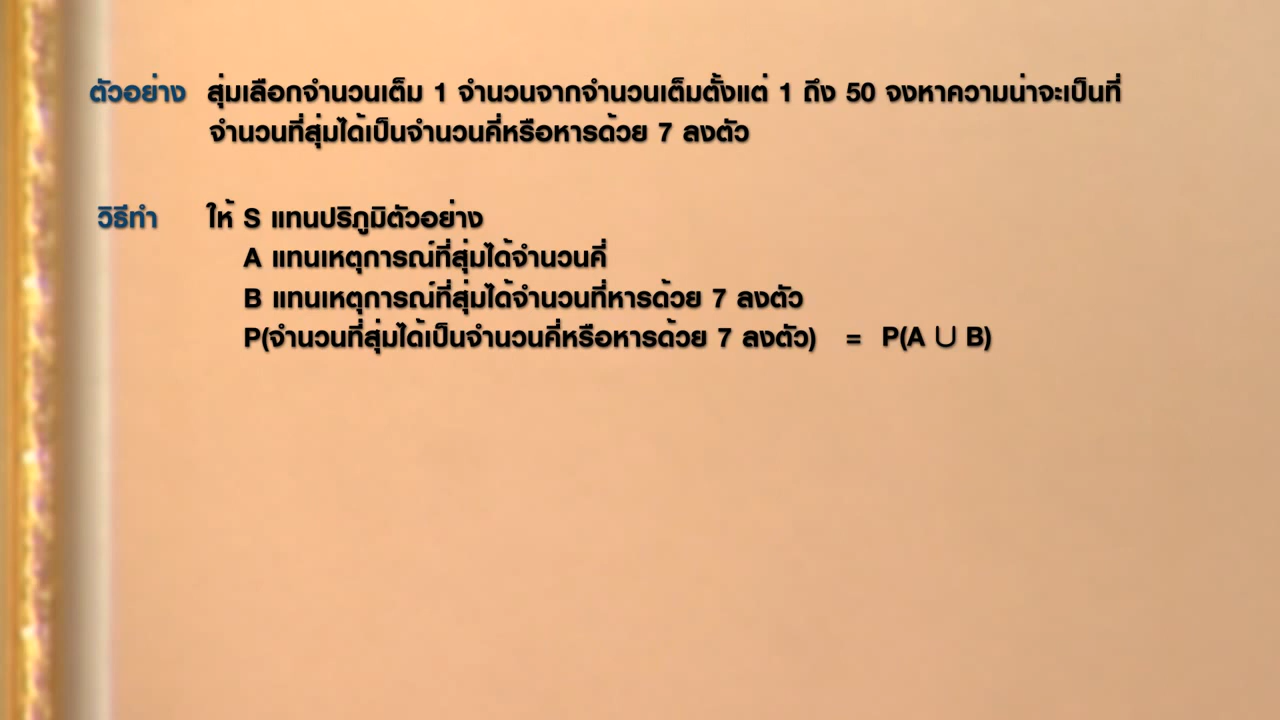 ตัวอย่าง สุ่มเลือกจำนวนเต็ม 1 จำนวนจากจำนวนเต็มตั้งแต่ 1 ถึง 50 จงหาความน่าจะเป็นที่
จำนวนที่สุ่มได้เป็นจำนวนคี่หรือหารด้วย 7 ลงตัว
วิธีทำ ให้ S แทนปริภูมิตัวอย่าง
A แทนเหตุการณ์ที่สุ่มได้จำนวนคี่
B แทนเหตุการณ์ที่สุ่มได้จำนวนที่หารด้วย 7 ลงตัว
P(จำนวนที่สุ่มได้เป็นจำนวนคี่หรือหารด้วย 7 ลงตัว) = P(A ∪ B)